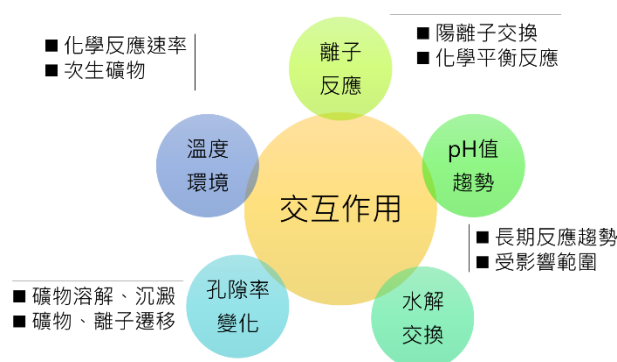 ■ 化學反應速率
■ 次生礦物
離子
反應
■ 陽離子交換
■ 化學平衡反應
溫度
環境
pH值
趨勢
交互作用
■ 長期反應趨勢
■ 受影響範圍
■ 礦物溶解、沉澱
■ 礦物、離子遷移
孔隙率
變化
水解
交換